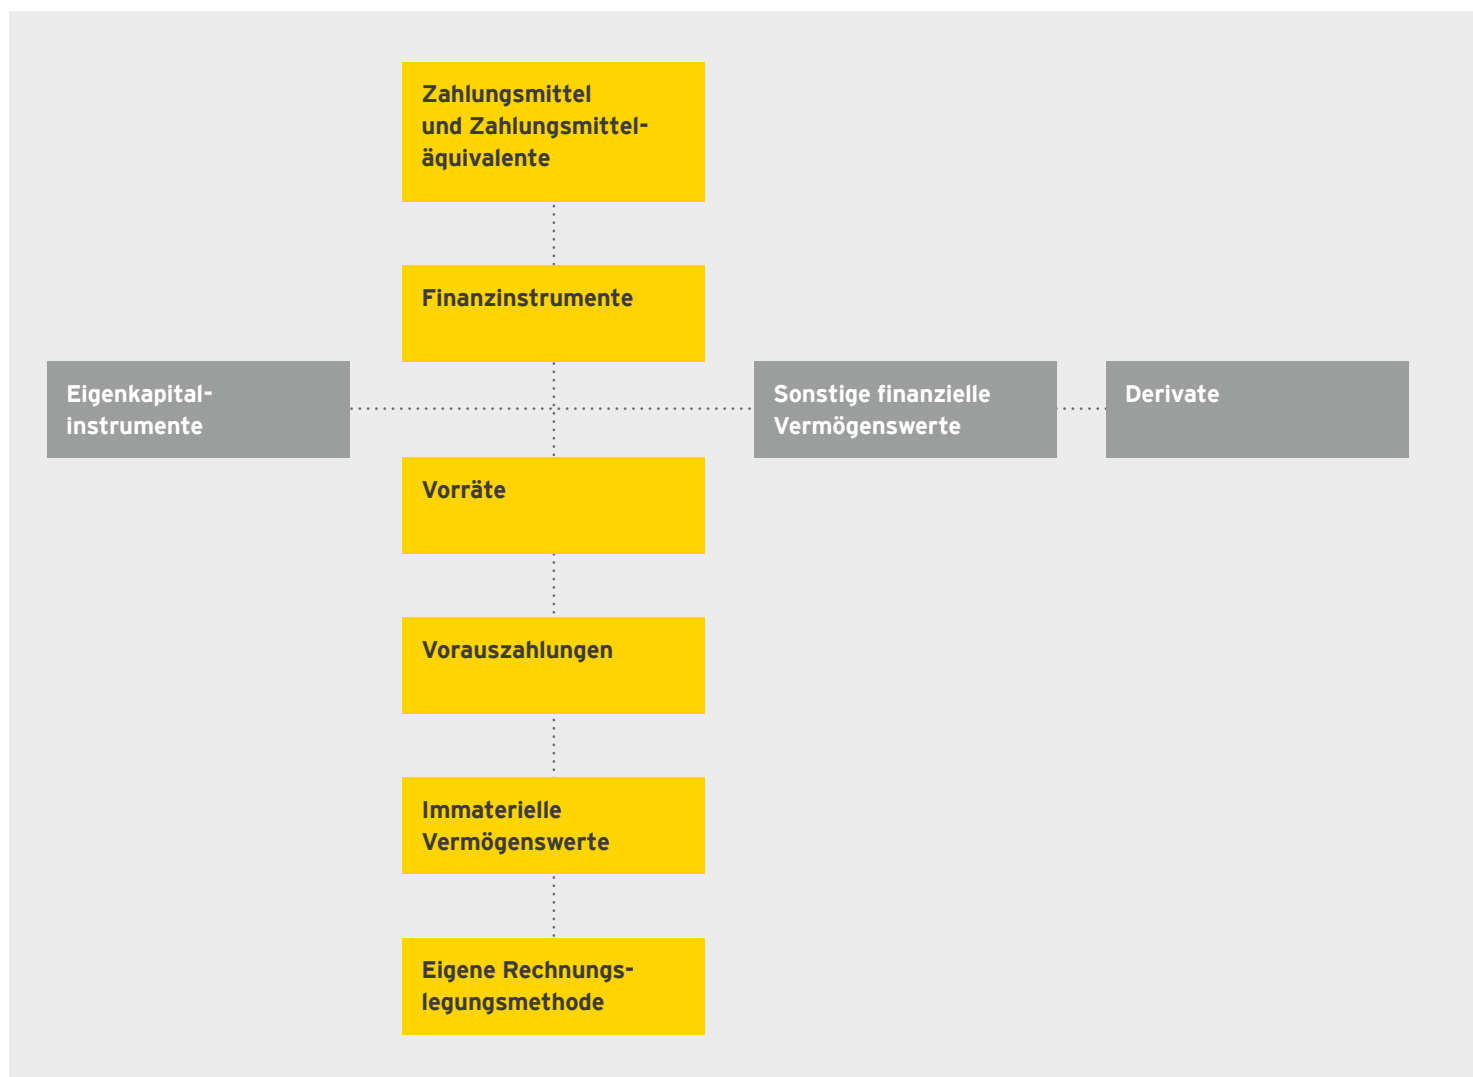 Zahlungsmittel
und Zahlungsmittel-
äquivalente
Finanzinstrumente
Eigenkapital-
instrumente
Sonstige finanzielle
Vermögenswerte
Derivate
Vorräte
Vorauszahlungen
Immaterielle
Vermögenswerte
Eigene Rechnungs-
legungsmethode